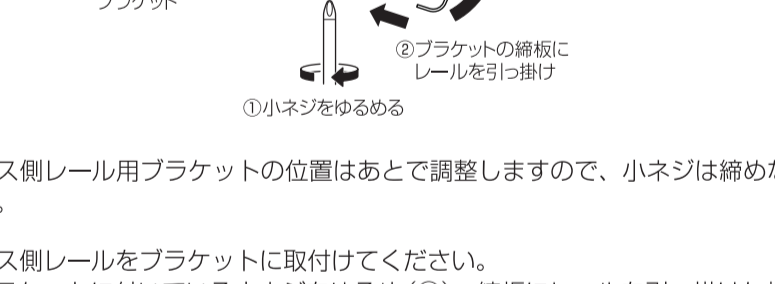 ブラケット
②ブラケットの締板に
レールを引っ掛け
①小ネジをゆるめる
ス側レール用ブラケットの位置はあとで調整しますので、小ネジは締めな
。
ス側レールをブラケットに取付けてください。